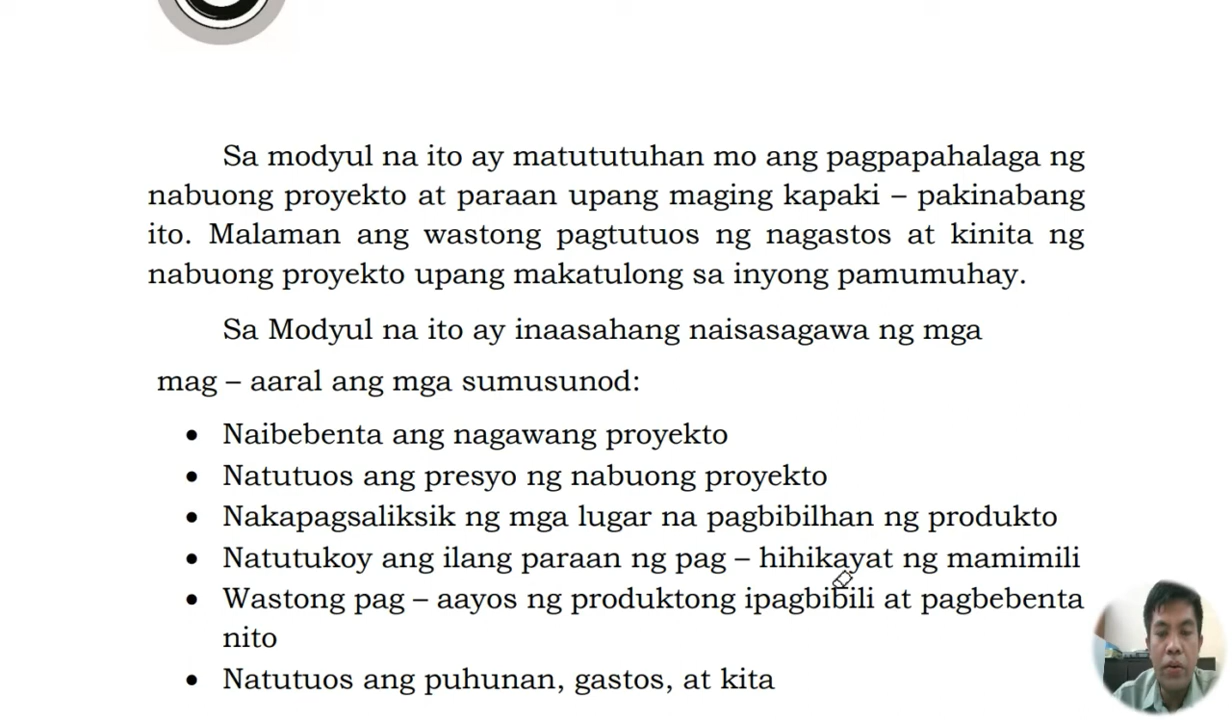 Sa modyul na ito ay matututuhan mo ang pagpapahalaga ng
nabuong proyekto at paraan upang maging kapaki – pakinabang
ito. Malaman ang wastong pagtutuos ng nagastos at kinita ng
nabuong proyekto upang makatulong sa inyong pamumuhay.
Sa Modyul na ito ay inaasahang naisasagawa ng mga
mag – aaral ang mga sumusunod:
• Naibebenta ang nagawang proyekto
• Natutuos ang presyo ng nabuong proyekto
• Nakapagsaliksik ng mga lugar na pagbibilhan ng produkto
• Natutukoy ang ilang paraan ng pag – hihikayat ng mamimili
• Wastong pag – aayos ng produktong ipagbibili at pagbebenta
nito
• Natutuos ang puhunan, gastos, at kita